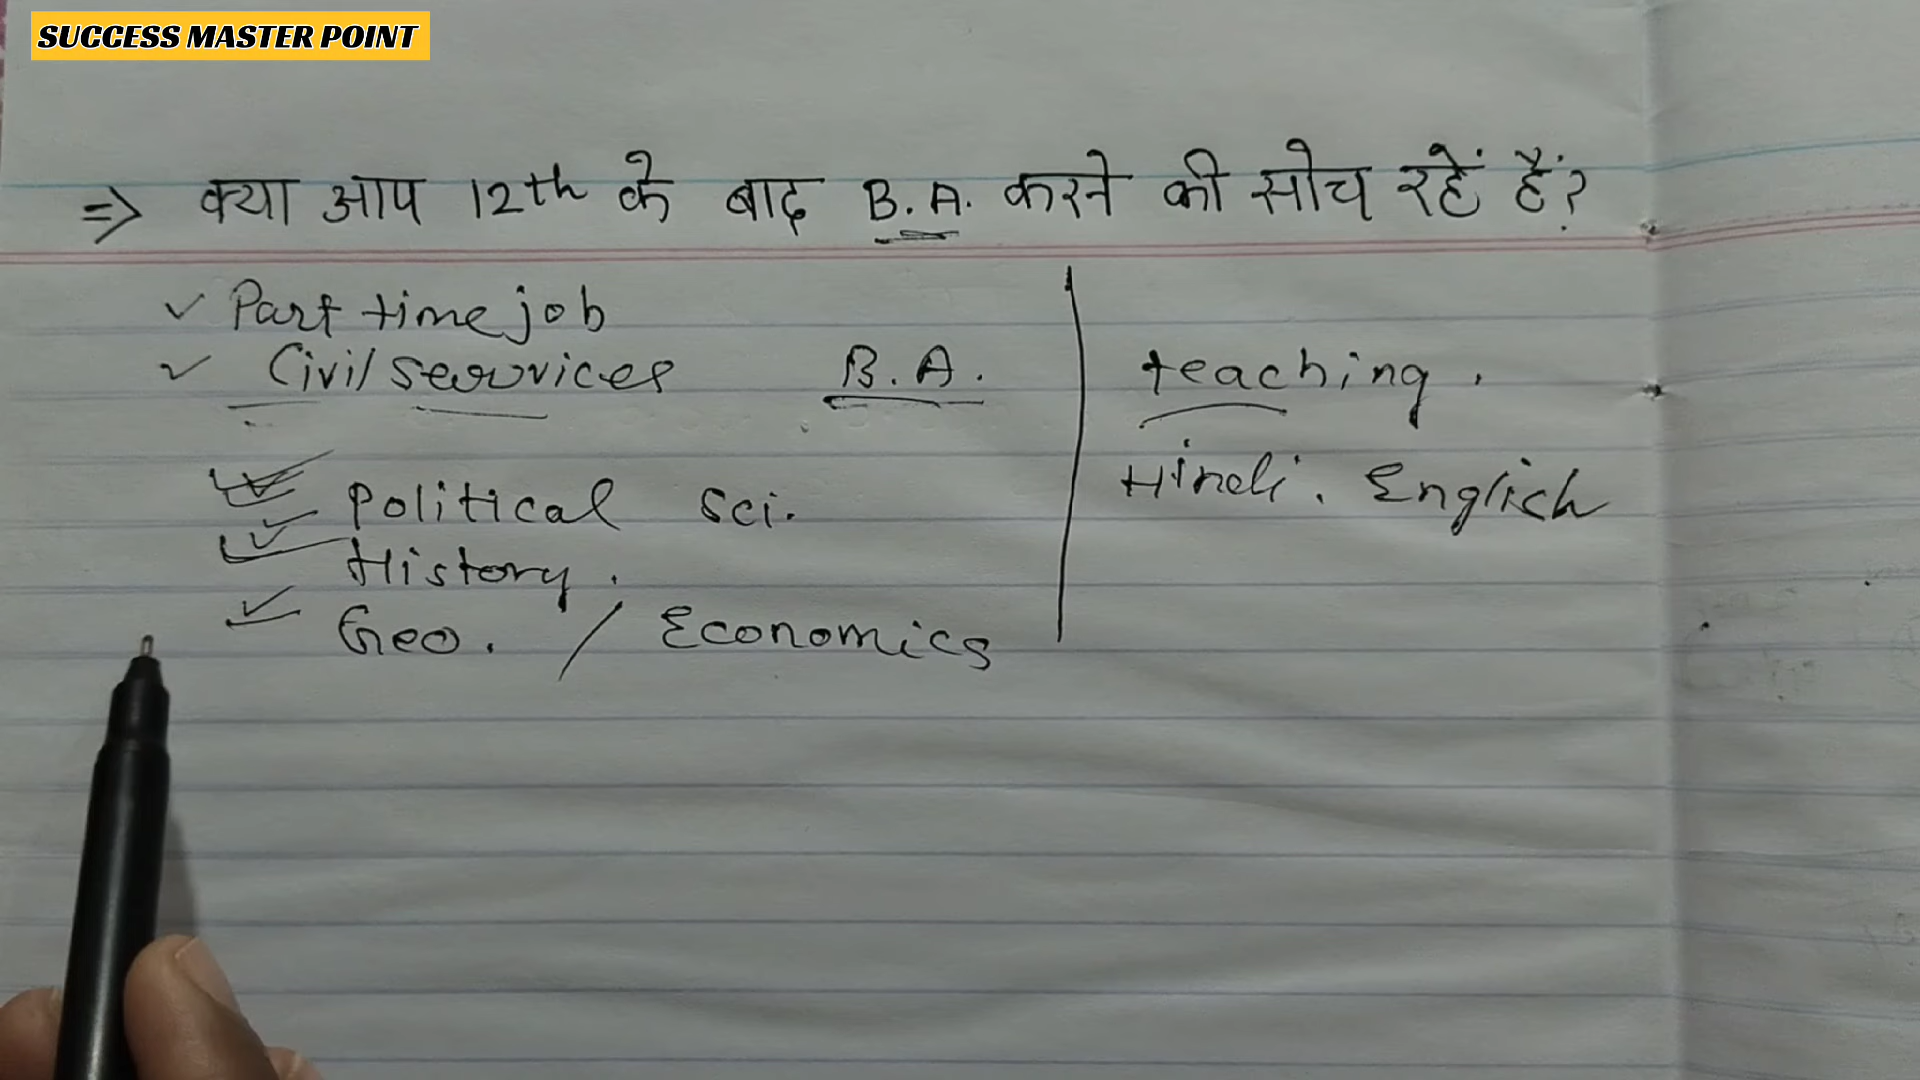 SUCCESS MASTER POINT
=> क्या आप 12th के बाद B.A. करने की सोच रहें हैं?
✓ Part time job
✓ Civil services
B.A.
✓ Political Sci.
✓ History.
✓ Geo. / Economics
teaching.
Hindi. English